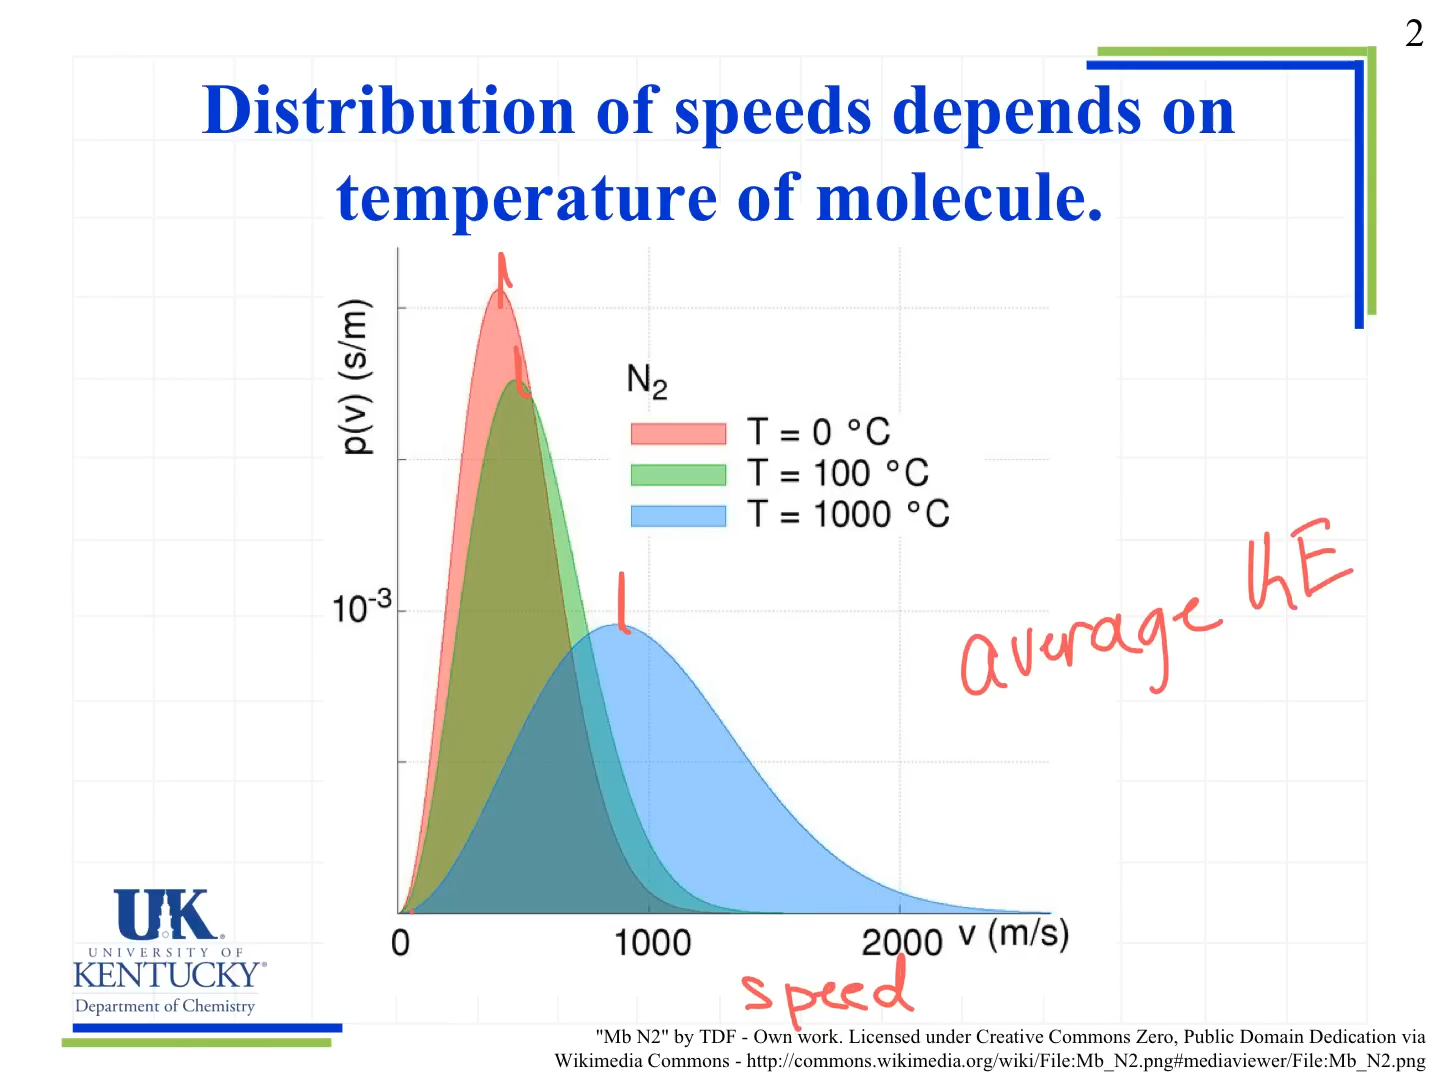 2
Distribution of speeds depends on
temperature of molecule.
p(v) (s/m)
N₂
T = 0 °C
T = 100 °C
T = 1000 °C
10⁻³
average KE
0 1000 2000 v (m/s)
speed
UK
UNIVERSITY OF
KENTUCKY®
Department of Chemistry
"Mb N2" by TDF - Own work. Licensed under Creative Commons Zero, Public Domain Dedication via
Wikimedia Commons - http://commons.wikimedia.org/wiki/File:Mb_N2.png#mediaviewer/File:Mb_N2.png